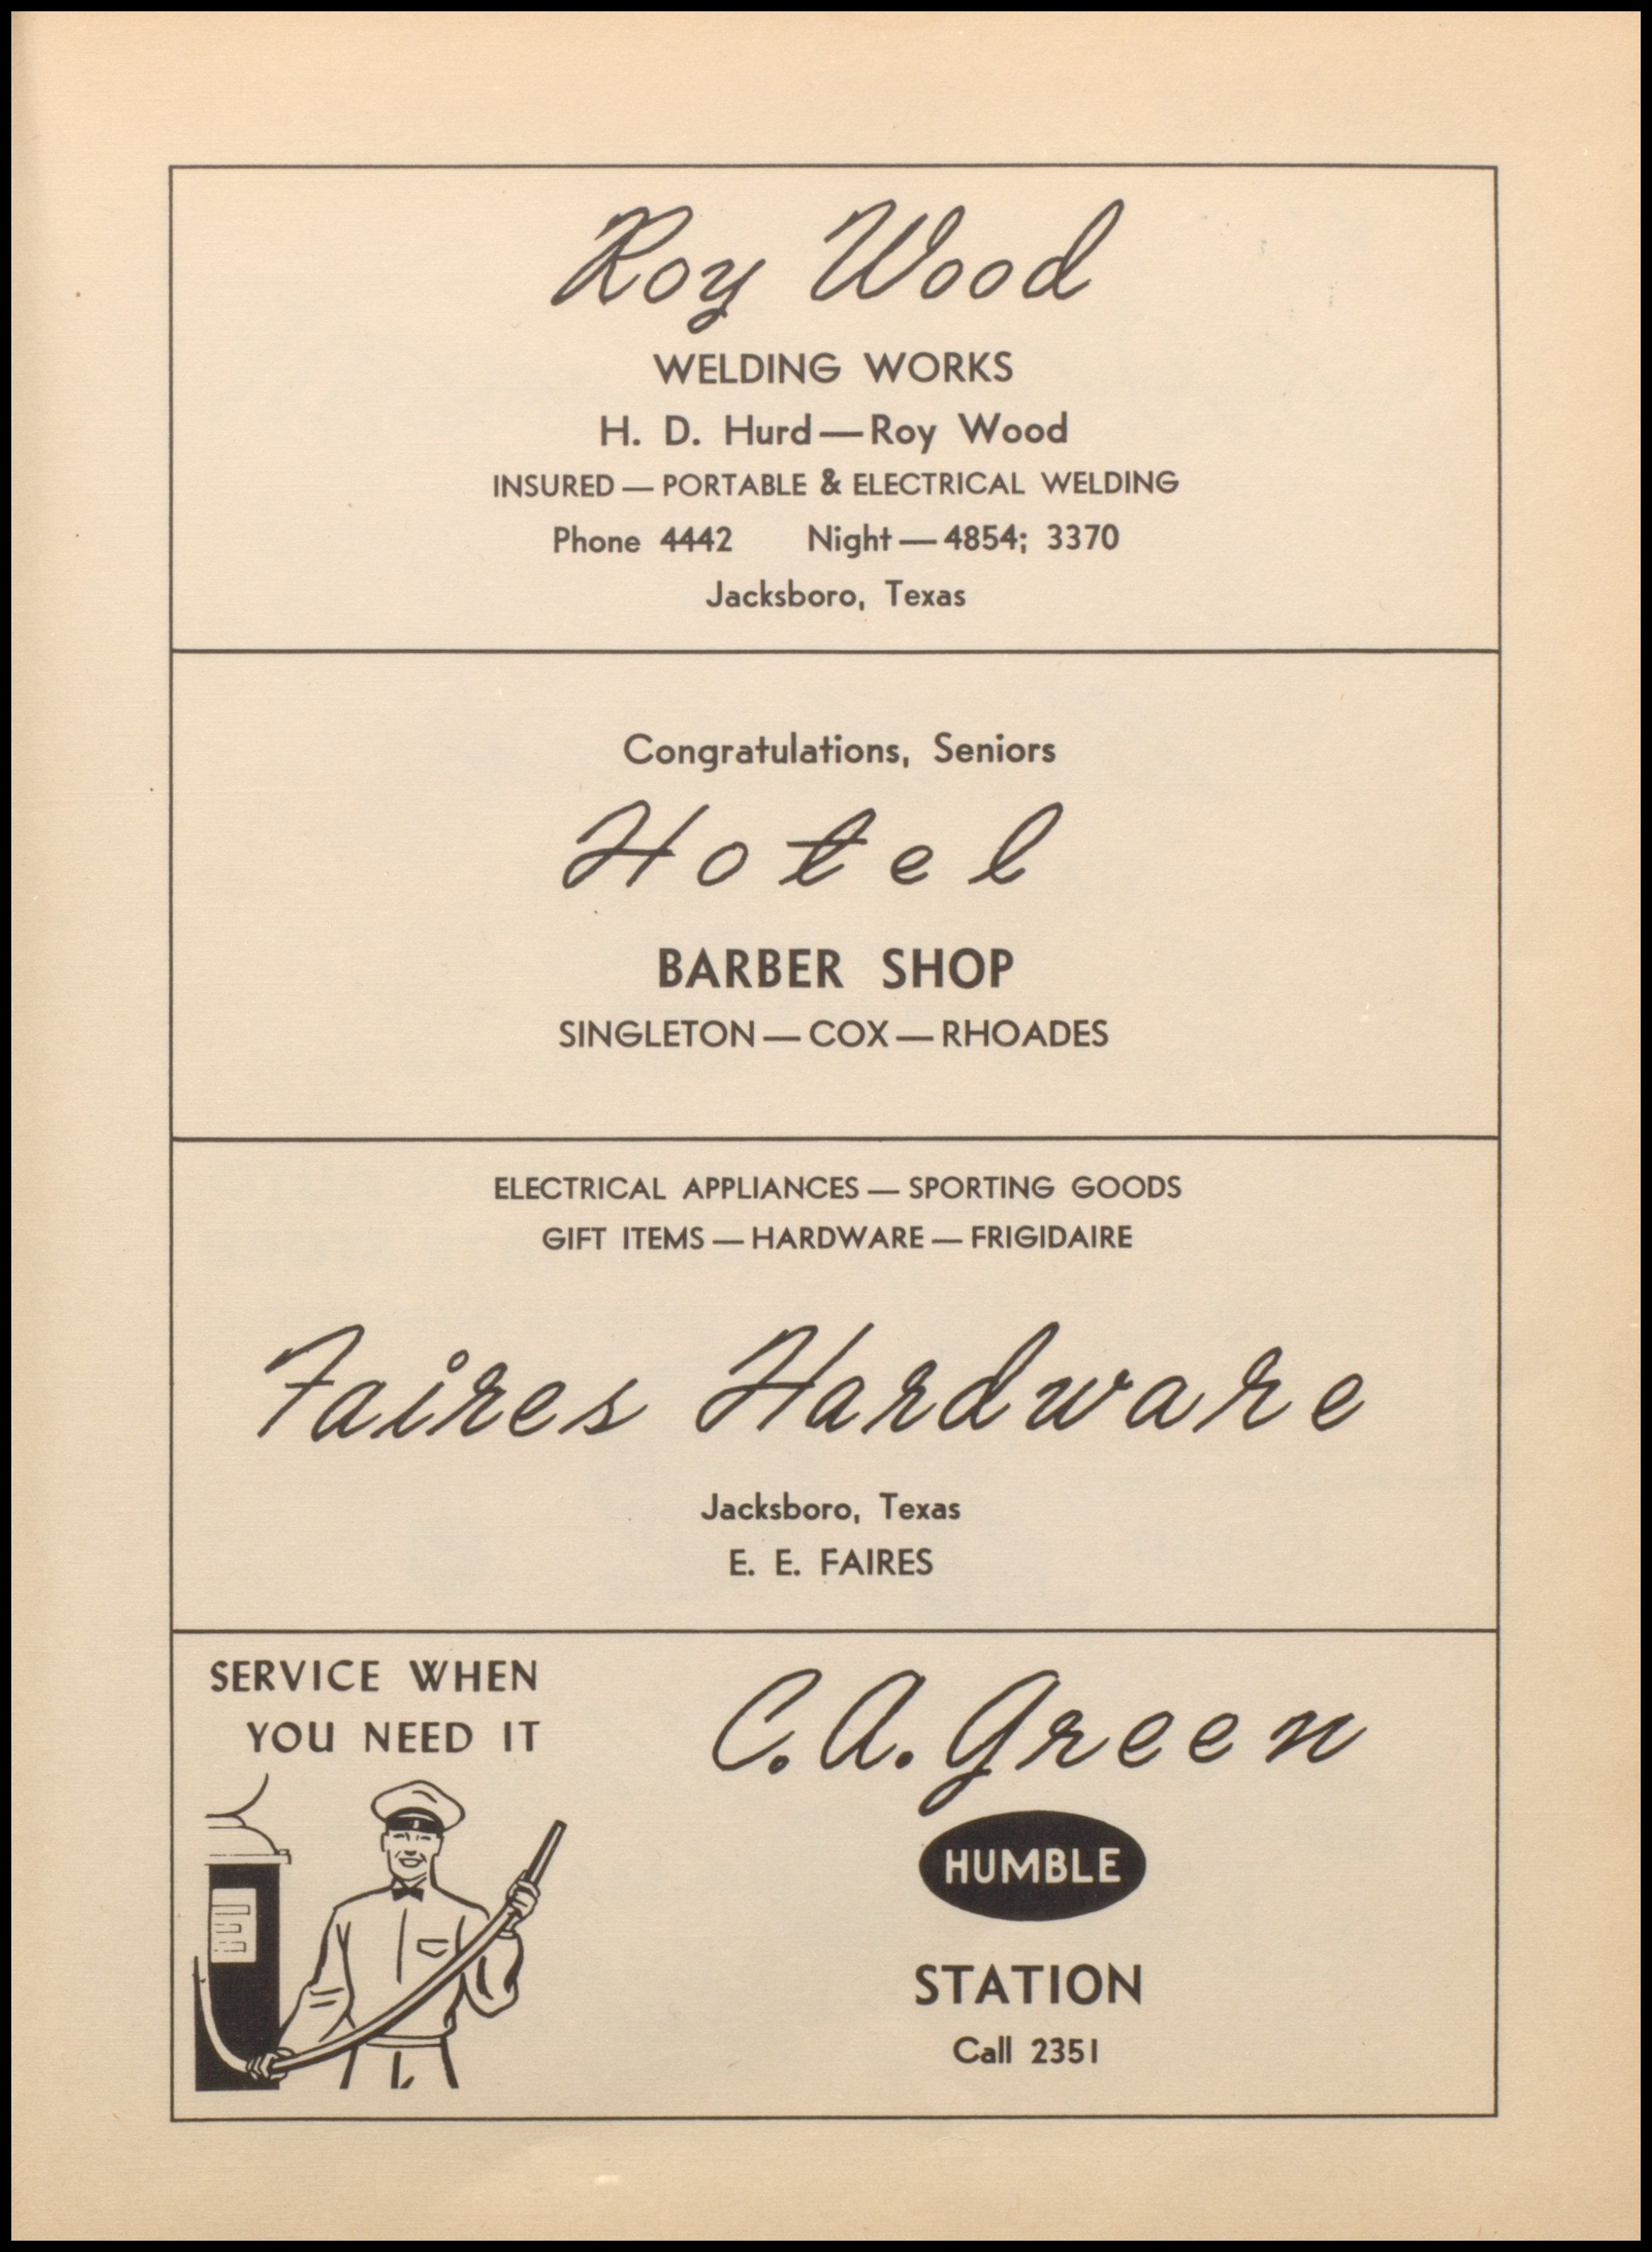 Roy Wood
WELDING WORKS
H. D. Hurd—Roy Wood
INSURED—PORTABLE & ELECTRICAL WELDING
Phone 4442 Night—4854; 3370
Jacksboro, Texas
Congratulations, Seniors
Hotel
BARBER SHOP
SINGLETON—COX—RHOADES
ELECTRICAL APPLIANCES—SPORTING GOODS
GIFT ITEMS—HARDWARE—FRIGIDAIRE
Faires Hardware
Jacksboro, Texas
E. E. FAIRES
SERVICE WHEN
YOU NEED IT
C. A. Green
HUMBLE
STATION
Call 2351